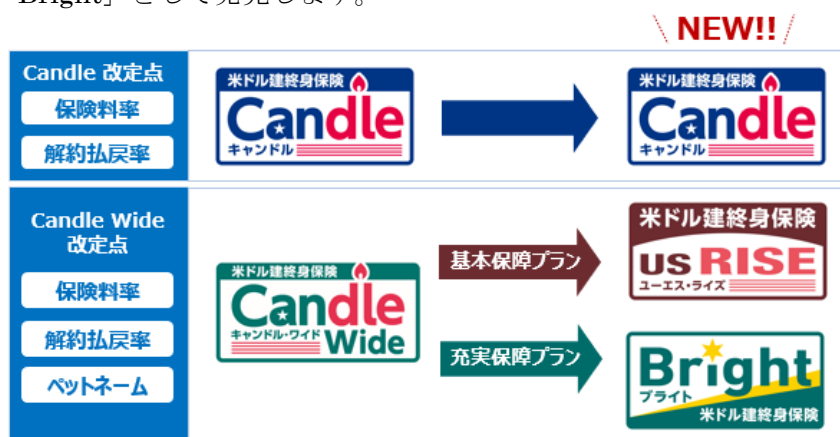 Bright」として発売します。
NEW!!
Candle 改定点
保険料率
解約払戻率
米ドル建終身保険
Candle
キャンドル
米ドル建終身保険
Candle
キャンドル
Candle Wide
改定点
保険料率
解約払戻率
ペットネーム
米ドル建終身保険
Candle
キャンドル・ワイド
Wide
基本保障プラン
米ドル建終身保険
US RISE
ユーエス・ライズ
充実保障プラン
Bright
ブライト
米ドル建終身保険